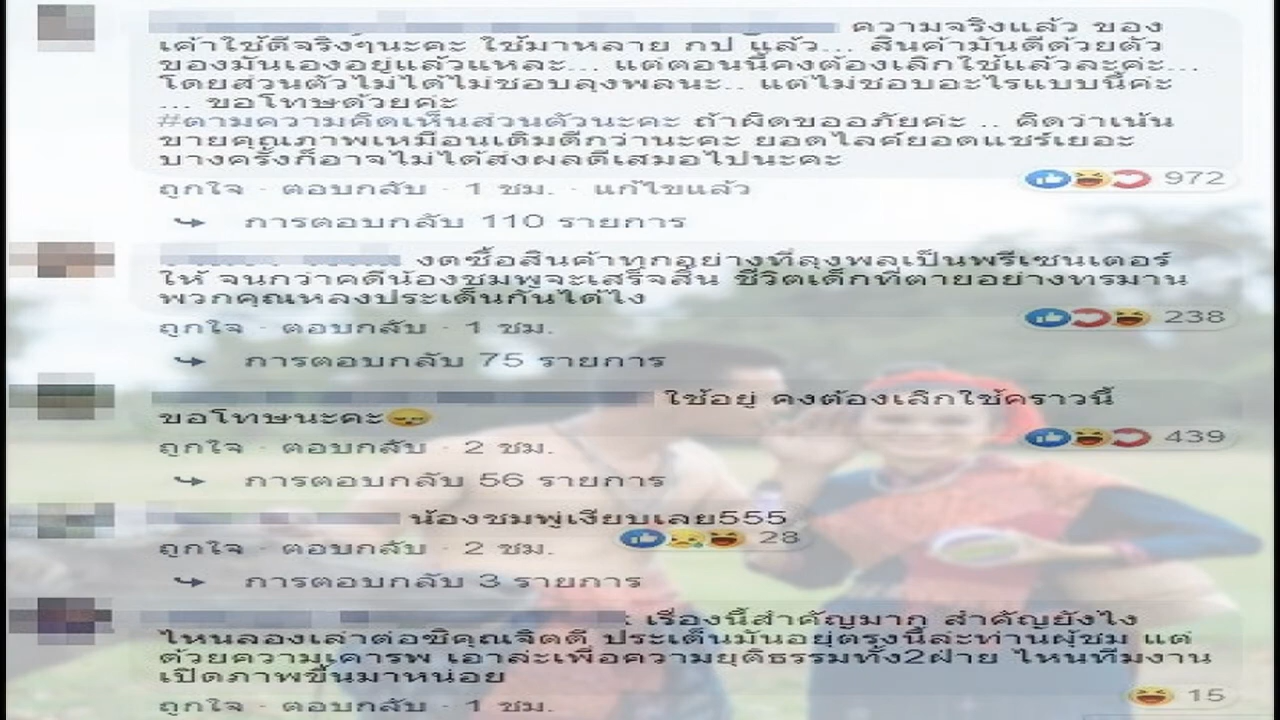 ความจริงแล้ว ของ
เค้าใช้ดีจริงๆนะคะ ใช้มาหลาย กป แล้ว... สินค้ามันดีด้วยตัว
ของมันเองอยู่แล้วแหละ... แต่ตอนนี้คงต้องเลิกใช้แล้วละค่ะ...
โดยส่วนตัวไม่ได้ไม่ชอบลุงพลนะ.. แต่ไม่ชอบอะไรแบบนี้ค่ะ
... ขอโทษด้วยค่ะ
#ตามความคิดเห็นส่วนตัวนะคะ ถ้าผิดขออภัยค่ะ .. คิดว่าเน้น
ขายคุณภาพเหมือนเดิมดีกว่านะคะ ยอดไลค์ยอดแชร์เยอะ
บางครั้งก็อาจไม่ได้ส่งผลดีเสมอไปนะคะ
972
ถูกใจ · ตอบกลับ · 1 ชม. · แก้ไขแล้ว
การตอบกลับ 110 รายการ
งดซื้อสินค้าทุกอย่างที่ลุงพลเป็นพรีเซนเตอร์
ให้ จนกว่าคดีน้องชมพูจะเสร็จสิ้น ชีวิตเด็กที่ตายอย่างทรมาน
พวกคุณหลงประเด็นกันได้ไง
238
ถูกใจ · ตอบกลับ · 1 ชม.
การตอบกลับ 75 รายการ
ใช้อยู่ คงต้องเลิกใช้คราวนี้
ขอโทษนะคะ😔
439
ถูกใจ · ตอบกลับ · 2 ชม.
การตอบกลับ 56 รายการ
น้องชมพู่เงียบเลย555
28
ถูกใจ · ตอบกลับ · 2 ชม.
การตอบกลับ 3 รายการ
เรื่องนี้สำคัญมาก สำคัญยังไง
ไหนลองเล่าต่อซิคุณจิตดี ประเด็นมันอยู่ตรงนี้ล่ะท่านผู้ชม แต่
ด้วยความเคารพ เอาล่ะเพื่อความยุติธรรมทั้ง2ฝ่าย ไหนทีมงาน
เปิดภาพขึ้นมาหน่อย
15
ถูกใจ · ตอบกลับ · 1 ชม.